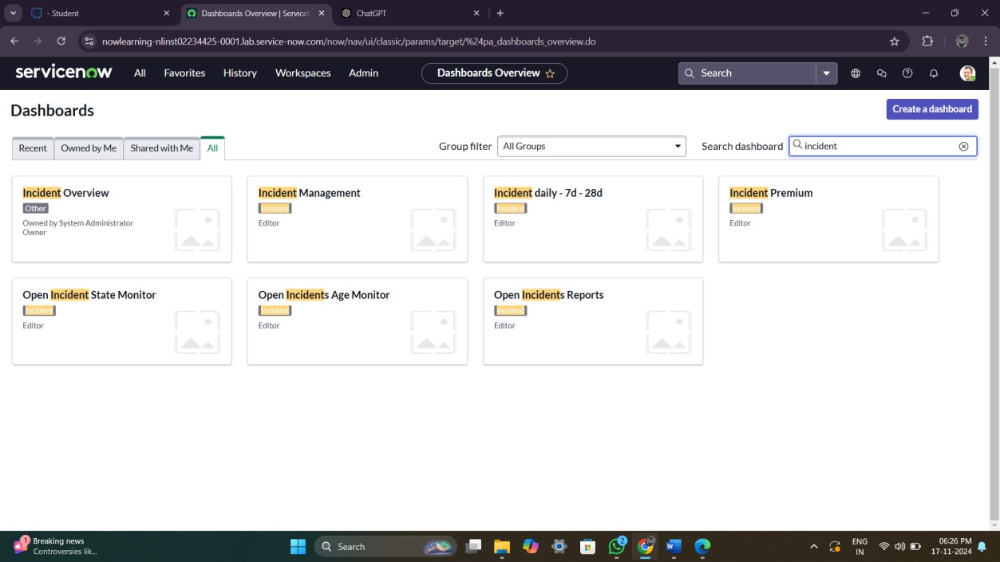 - Student
Dashboards Overview | ServiceN
ChatGPT
nowlearning-nlinst02234425-0001.lab.service-now.com/now/nav/ui/classic/params/target/%24pa_dashboards_overview.do
servicenow All Favorites History Workspaces Admin
Dashboards Overview
Search
Dashboards
Create a dashboard
Recent Owned by Me Shared with Me All
Group filter All Groups
Search dashboard incident
Incident Overview
Other
Owned by System Administrator
Owner
Incident Management
Incident
Editor
Incident daily - 7d - 28d
Incident
Editor
Incident Premium
Incident
Editor
Open Incident State Monitor
Incident
Editor
Open Incidents Age Monitor
Incident
Editor
Open Incidents Reports
Incident
Editor
1
Breaking news
Controversies lik...
Search
2
W
ENG
IN
06:26 PM
17-11-2024